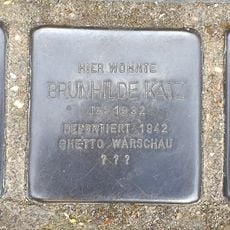 HIER WOHNTE
BRUNHILDE KATZ
JG. 1932
DEPORTIERT 1942
GHETTO WARSCHAU
? ? ?